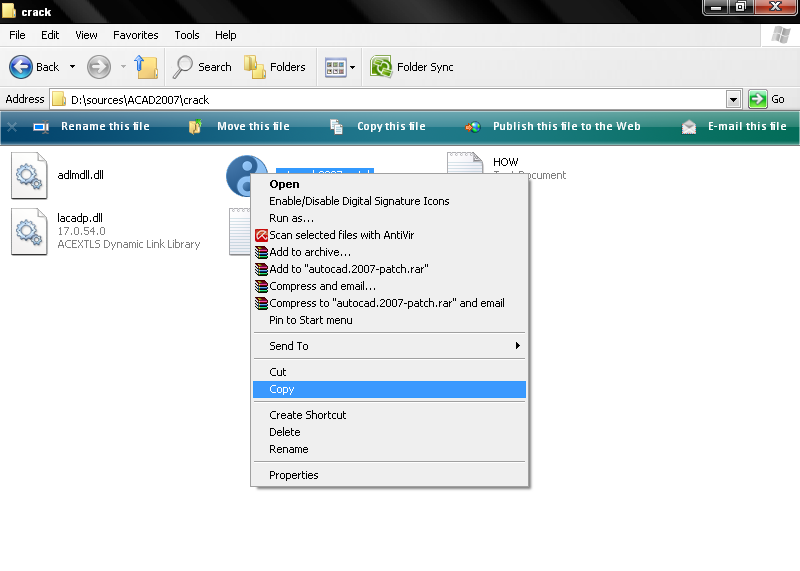 crack
File Edit View Favorites Tools Help
Back Search Folders Folder Sync
Address D:\sources\ACAD2007\crack Go
Rename this file Move this file Copy this file Publish this file to the Web E-mail this file
adlmdll.dll
HOW
Text Document
lacadp.dll
17.0.54.0
ACEXTLS Dynamic Link Library
Open
Enable/Disable Digital Signature Icons
Run as...
Scan selected files with AntiVir
Add to archive...
Add to "autocad.2007-patch.rar"
Compress and email...
Compress to "autocad.2007-patch.rar" and email
Pin to Start menu
Send To
Cut
Copy
Create Shortcut
Delete
Rename
Properties